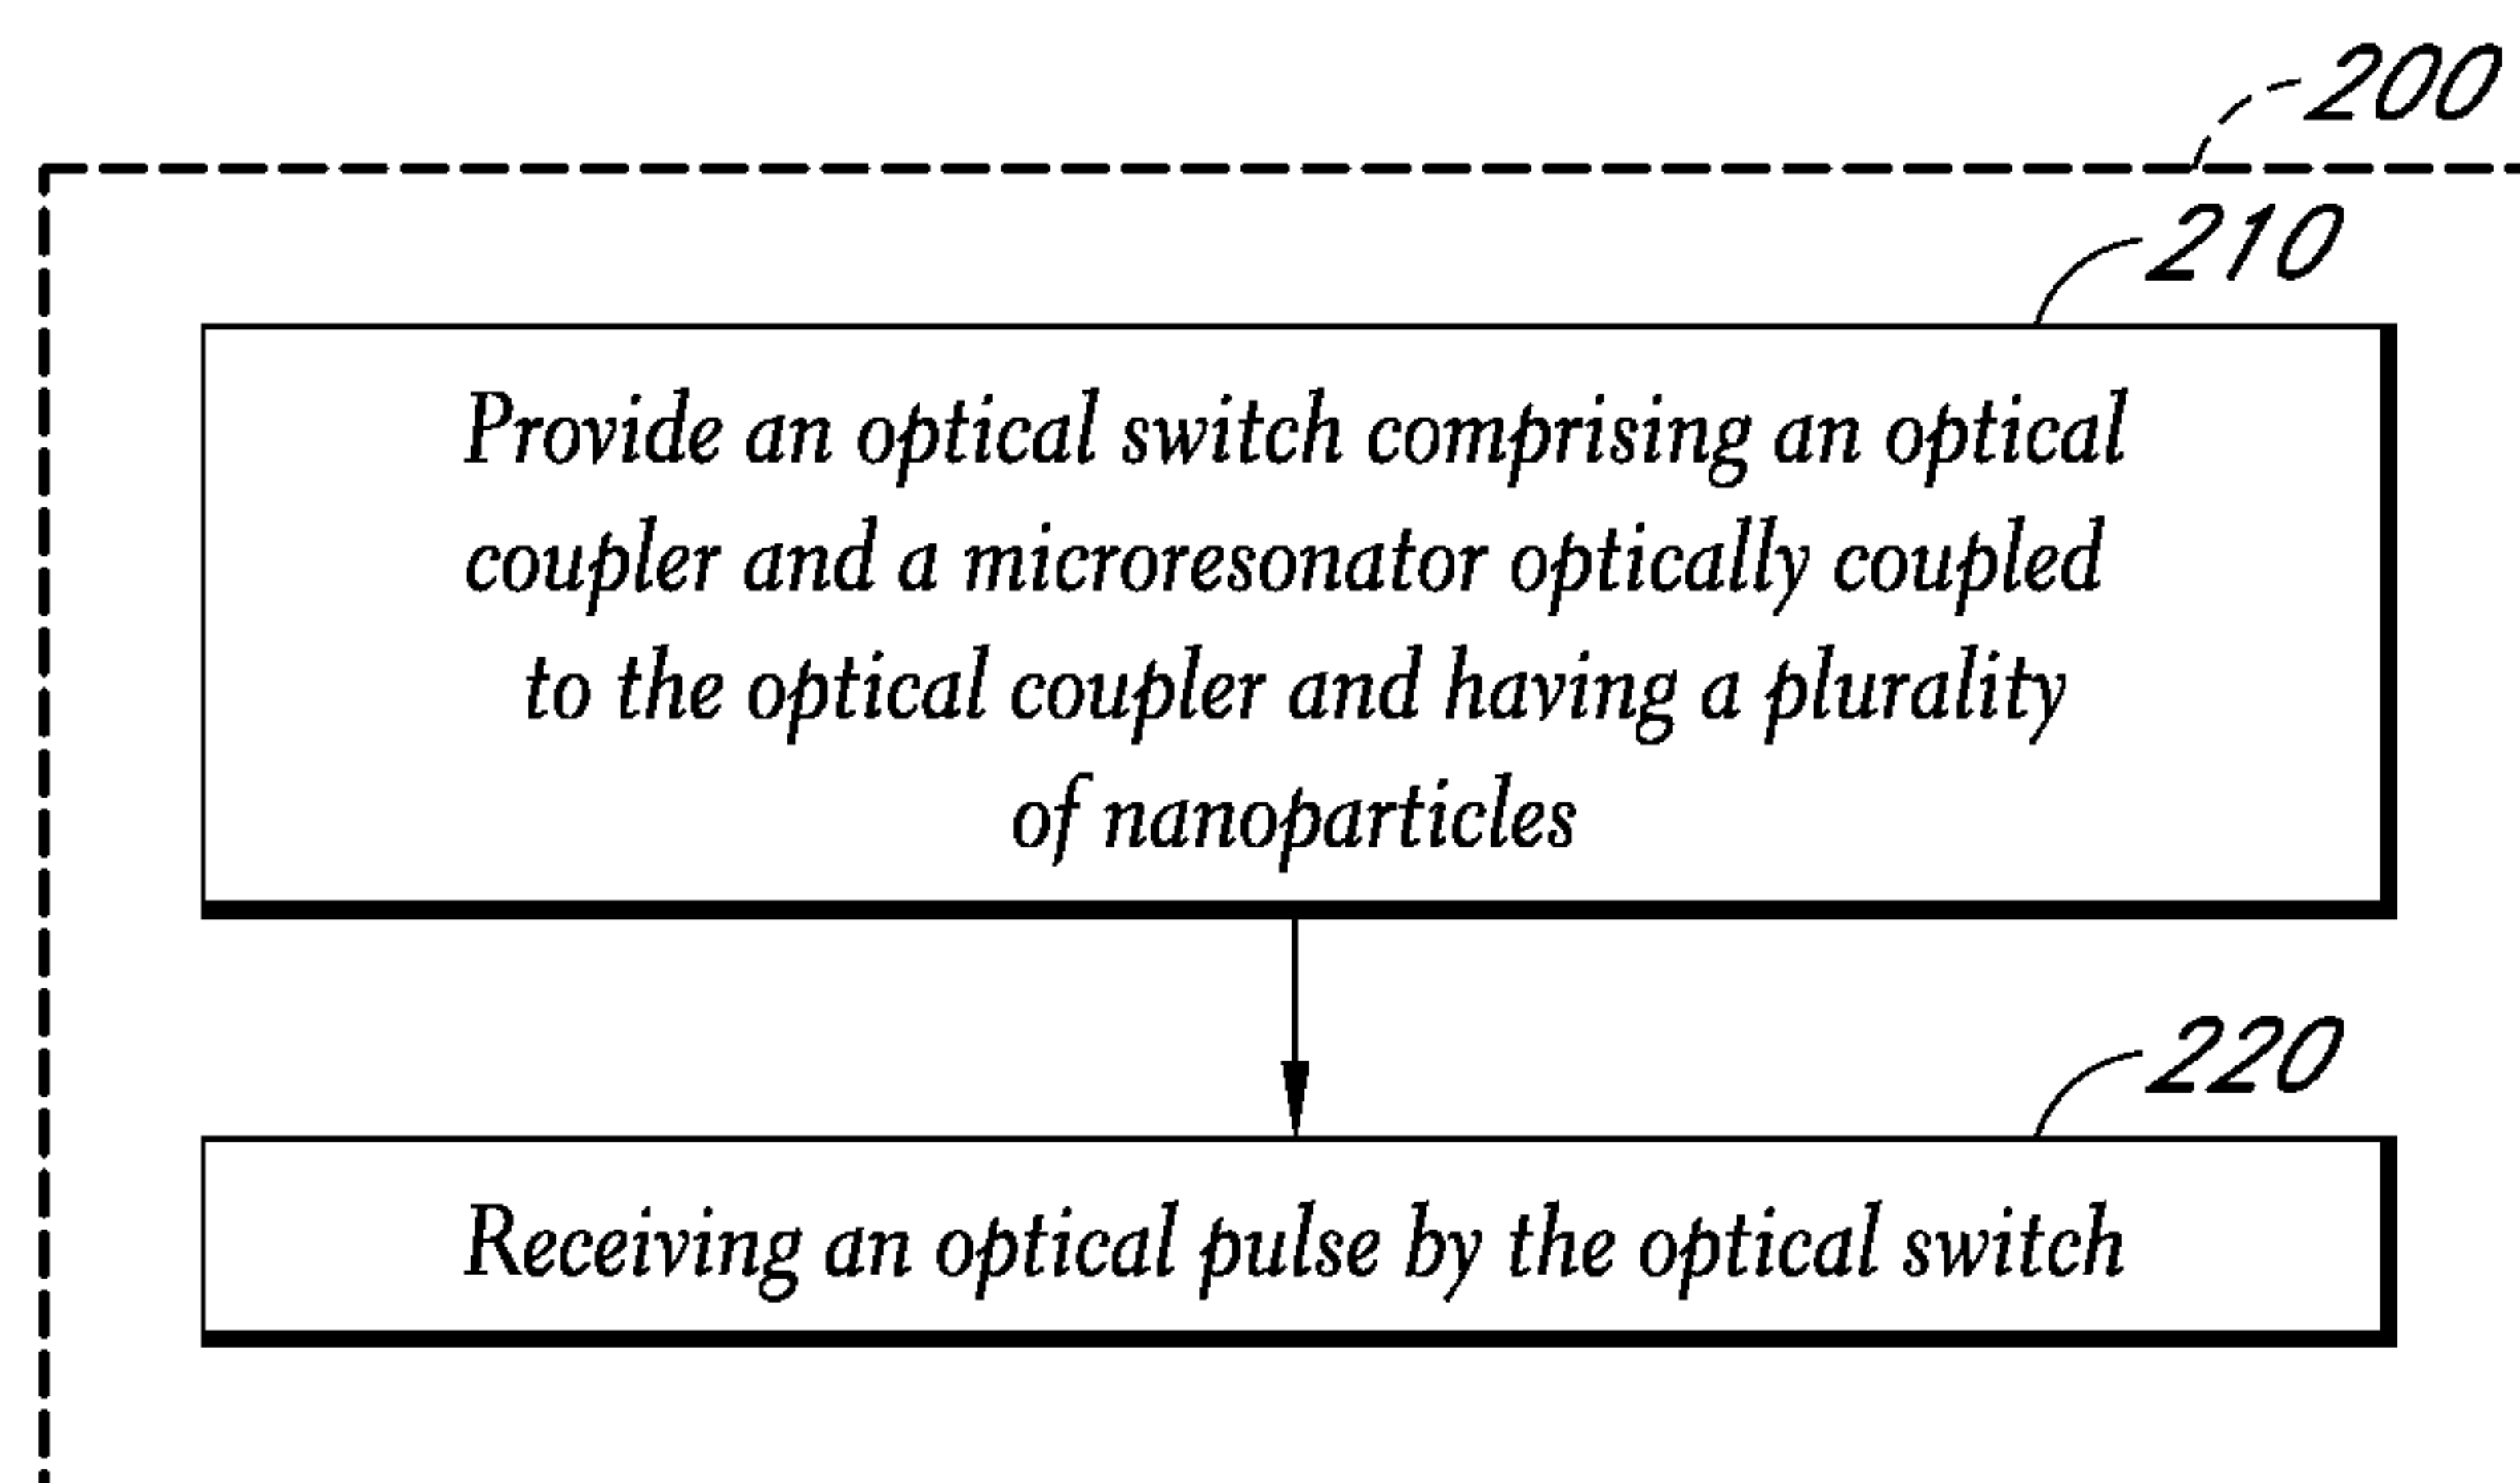 200
210
Provide an optical switch comprising an optical
coupler and a microresonator optically coupled
to the optical coupler and having a plurality
of nanoparticles
220
Receiving an optical pulse by the optical switch